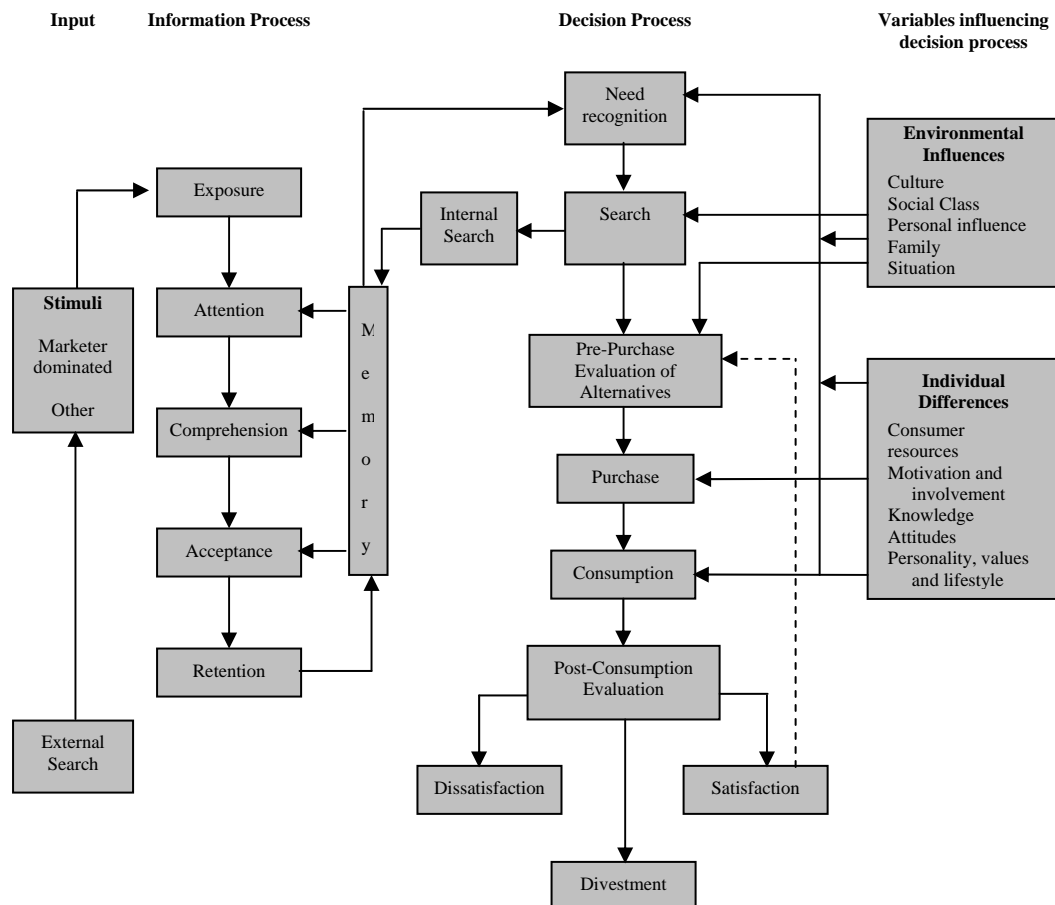 Input
Information Process
Decision Process
Variables influencing
decision process
Need
recognition
Environmental
Influences
Culture
Social Class
Personal influence
Family
Situation
Exposure
Internal
Search
Search
Stimuli
Marketer
dominated
Other
Attention
M
e
m
o
r
y
Pre-Purchase
Evaluation of
Alternatives
Individual
Differences
Consumer
resources
Motivation and
involvement
Knowledge
Attitudes
Personality, values
and lifestyle
Comprehension
Purchase
Acceptance
Consumption
Retention
Post-Consumption
Evaluation
External
Search
Dissatisfaction
Satisfaction
Divestment